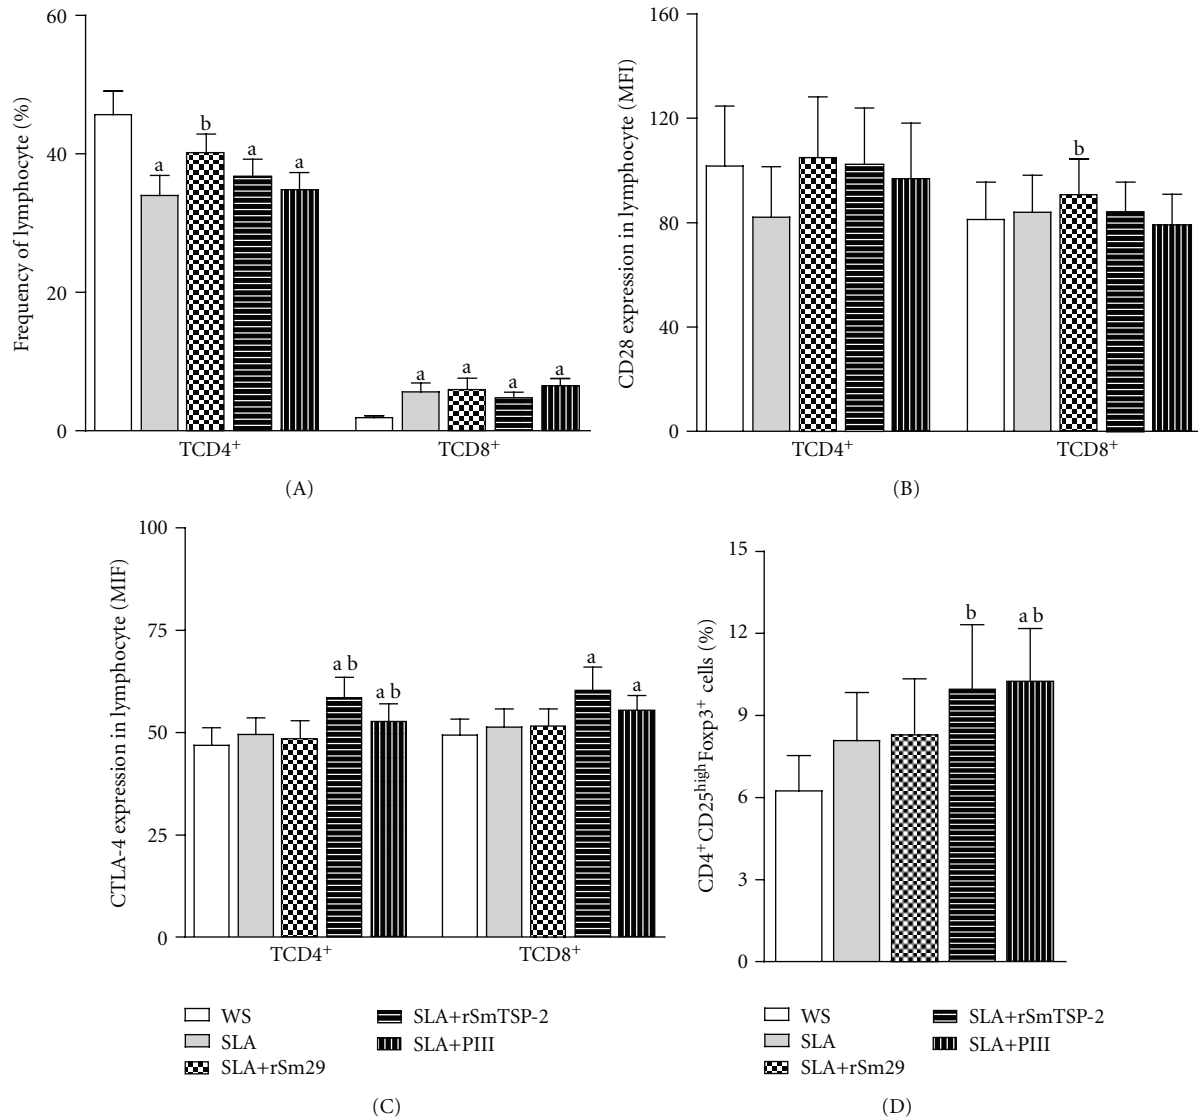 60
40
20
0
Frequency of lymphocyte (%)
a
b
a
a
a
a
a
a
TCD4⁺
TCD8⁺
(A)
160
120
80
40
0
CD28 expression in lymphocyte (MFI)
b
TCD4⁺
TCD8⁺
(B)
100
75
50
25
0
CTLA-4 expression in lymphocyte (MIF)
a b
a b
a
a
TCD4⁺
TCD8⁺
WS
SLA
SLA+rSm29
SLA+rSmTSP-2
SLA+PIII
(C)
15
12
9
6
3
0
CD4⁺CD25ʰⁱᵍʰFoxp3⁺ cells (%)
b
a b
WS
SLA
SLA+rSm29
SLA+rSmTSP-2
SLA+PIII
(D)